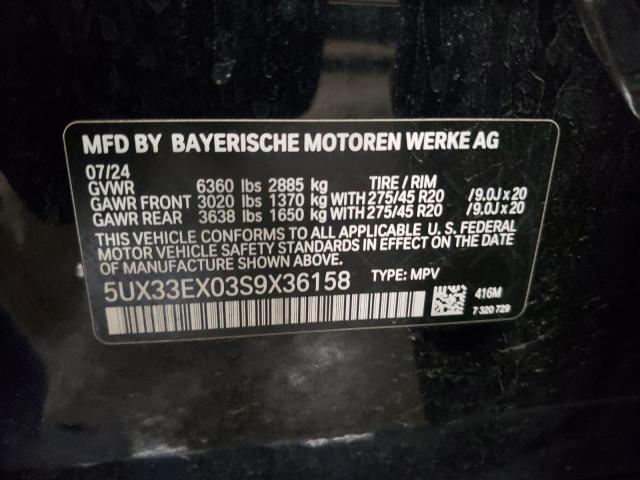 MFD BY BAYERISCHE MOTOREN WERKE AG
07/24
GVWR 6360 lbs 2885 kg TIRE / RIM
GAWR FRONT 3020 lbs 1370 kg WITH 275/45 R20 / 9.0J x 20
GAWR REAR 3638 lbs 1650 kg WITH 275/45 R20 / 9.0J x 20
THIS VEHICLE CONFORMS TO ALL APPLICABLE U. S. FEDERAL
MOTOR VEHICLE SAFETY STANDARDS IN EFFECT ON THE DATE
OF MANUFACTURE SHOWN ABOVE.
5UX33EX03S9X36158 TYPE: MPV
416M
7 320 729